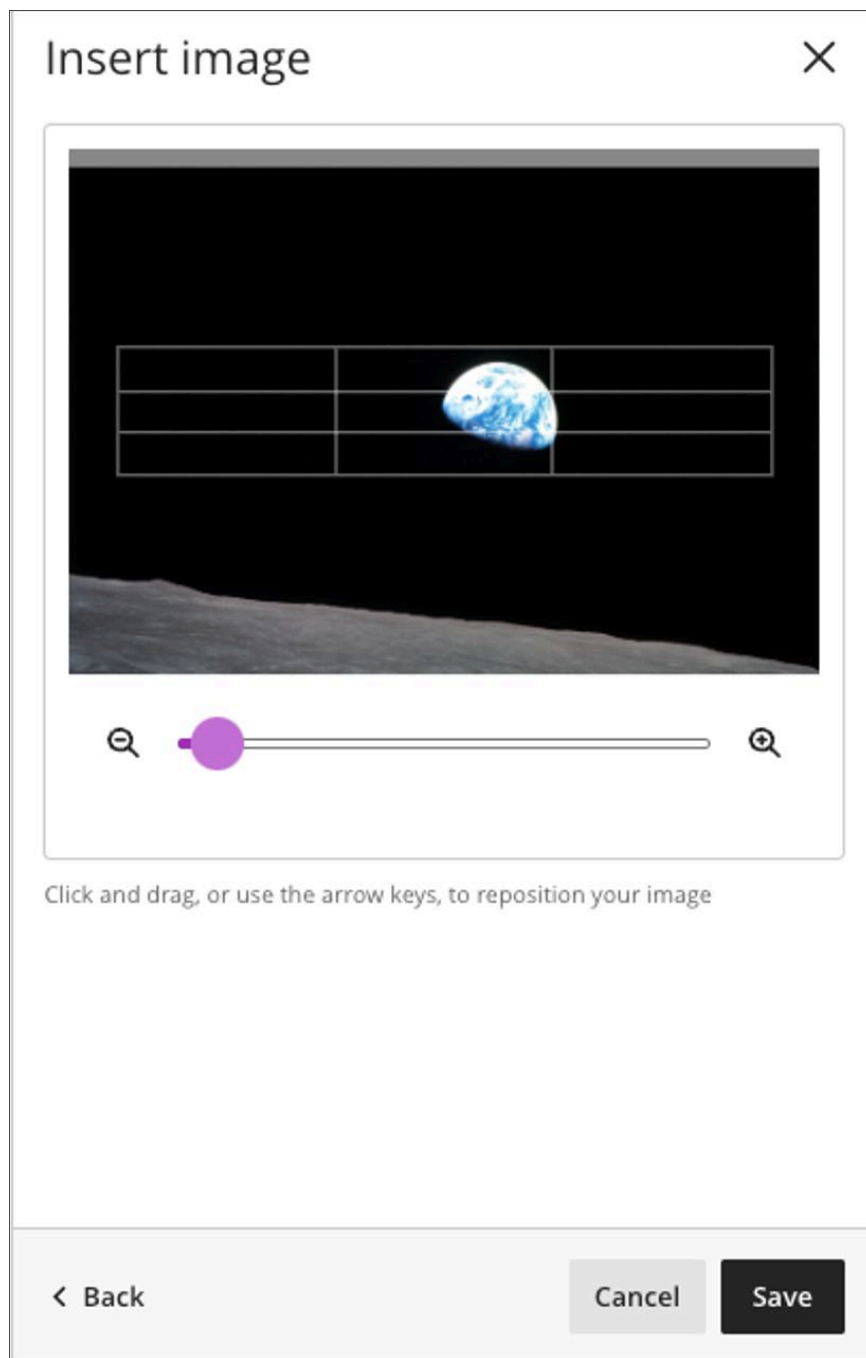 Insert image
Click and drag, or use the arrow keys, to reposition your image
Back Cancel Save